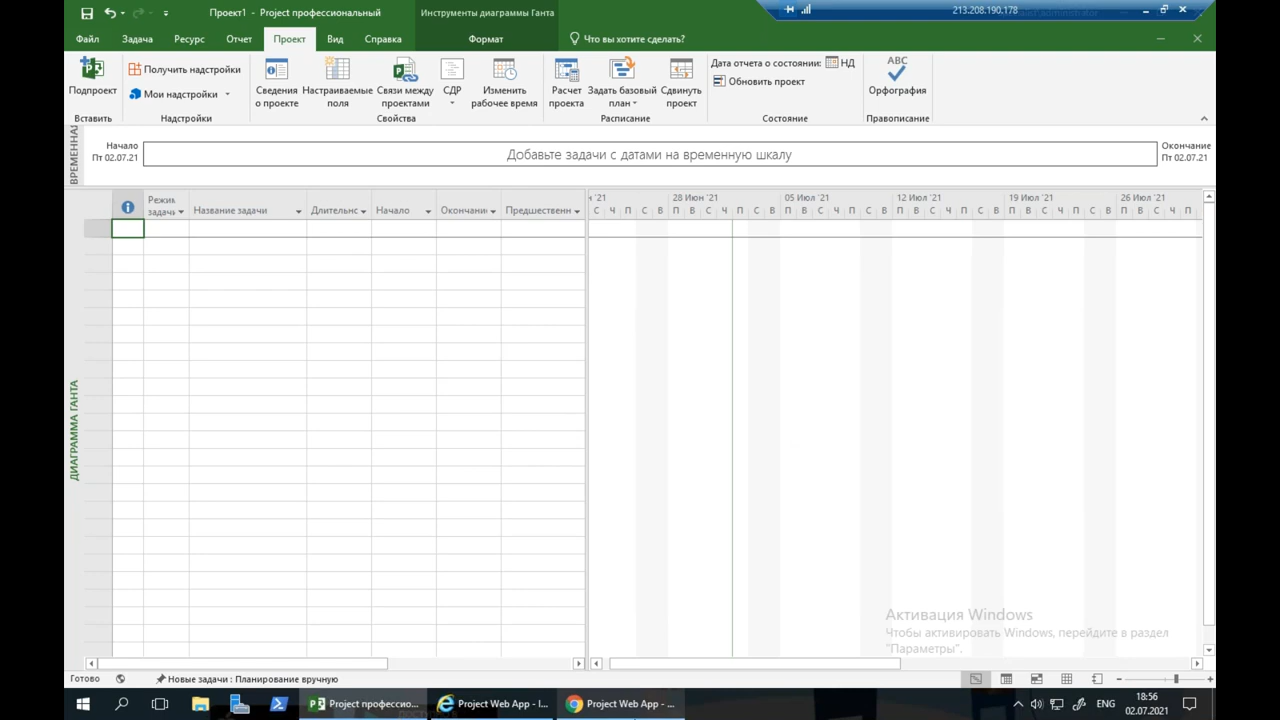 Проект1 - Project профессиональный
Инструменты диаграммы Ганта
213.208.190.178
Файл Задача Ресурс Отчет Проект Вид Справка Формат Что вы хотите сделать?
Подпроект
Вставить
Получить надстройки
Мои надстройки
Надстройки
Сведения о проекте
Настраиваемые поля
Связи между проектами
СДР
Изменить рабочее время
Свойства
Расчет проекта
Задать базовый план
Сдвинуть проект
Расписание
Дата отчета о состоянии: НД
Обновить проект
Состояние
ABC
Орфография
Правописание
ВРЕМЕННАЯ
Начало
Пт 02.07.21
Добавьте задачи с датами на временную шкалу
Окончание
Пт 02.07.21
Режим задачи Название задачи Длительнс Начало Окончани Предшественн
'21 28 Июн '21 05 Июл '21 12 Июл '21 19 Июл '21 26 Июл '21
С Ч П С В П В С Ч П С В П В С Ч П С В П В С Ч П С В П В С Ч П С В П В С Ч П
ДИАГРАММА ГАНТА
Активация Windows
Чтобы активировать Windows, перейдите в раздел
"Параметры".
Готово Новые задачи : Планирование вручную
Project профессио... Project Web App - I... Project Web App - ...
ENG
18:56
02.07.2021